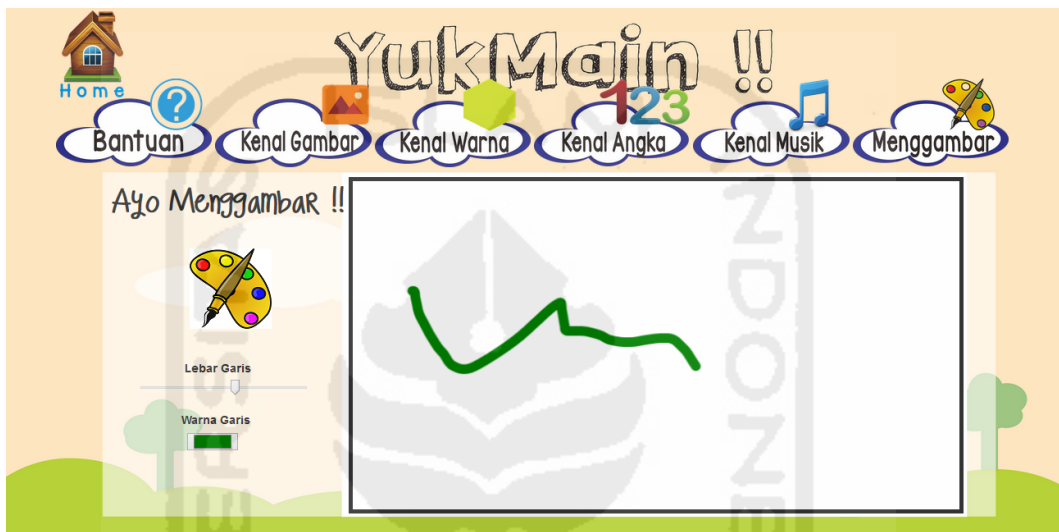 YukMain !!
Home
Bantuan
Kenal Gambar
Kenal Warna
123
Kenal Angka
Kenal Musik
Menggambar
Ayo Menggambar !!
Lebar Garis
Warna Garis